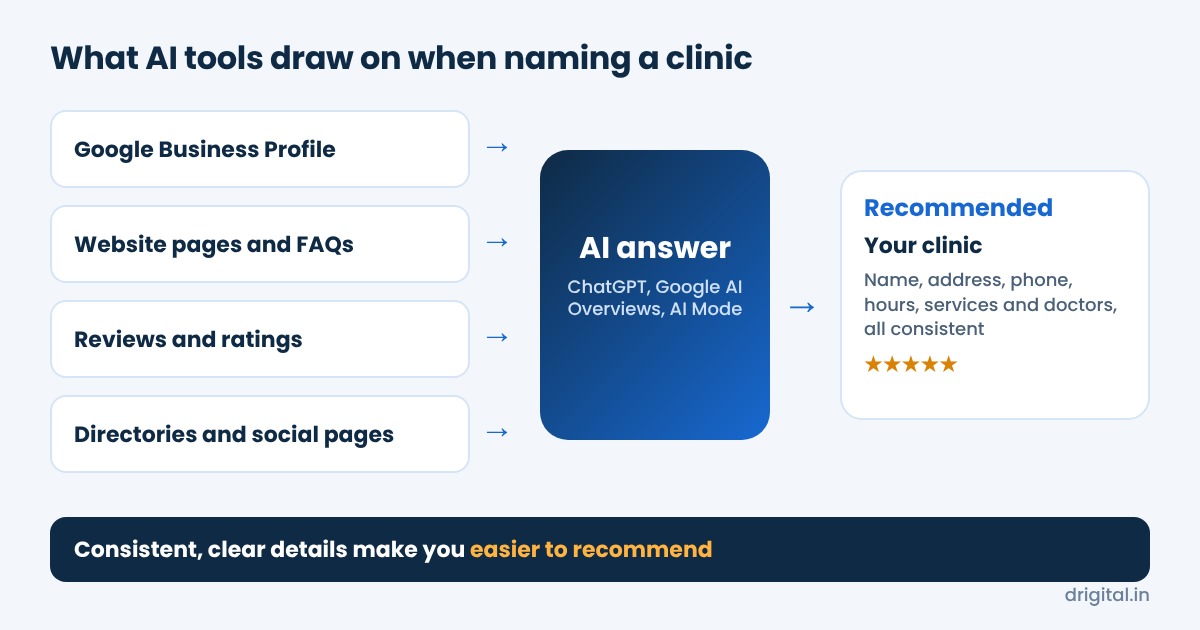 What AI tools draw on when naming a clinic
Google Business Profile →
Website pages and FAQs →
Reviews and ratings →
Directories and social pages →
AI answer
ChatGPT, Google AI
Overviews, AI Mode
→
Recommended
Your clinic
Name, address, phone,
hours, services and doctors,
all consistent
★★★★★
Consistent, clear details make you easier to recommend
drigital.in